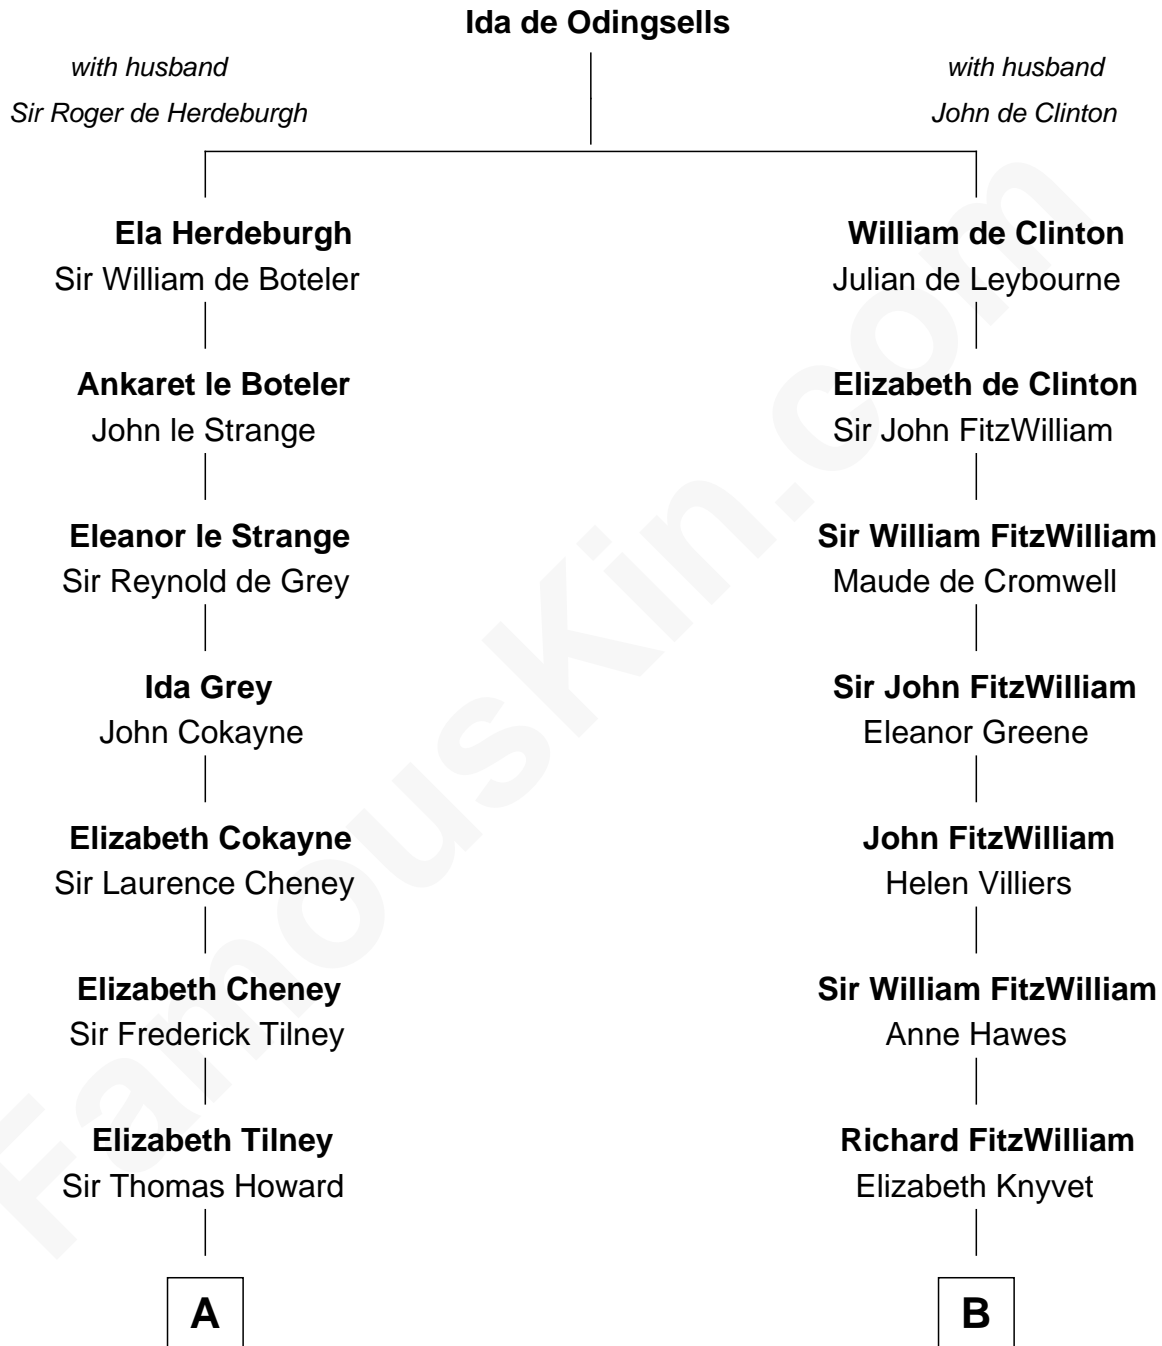 Ida de Odingsells
with husband
Sir Roger de Herdeburgh
with husband
John de Clinton
Ela Herdeburgh
Sir William de Boteler
William de Clinton
Julian de Leybourne
Ankaret le Boteler
John le Strange
Elizabeth de Clinton
Sir John FitzWilliam
Eleanor le Strange
Sir Reynold de Grey
Sir William FitzWilliam
Maude de Cromwell
Ida Grey
John Cokayne
Sir John FitzWilliam
Eleanor Greene
Elizabeth Cokayne
Sir Laurence Cheney
John FitzWilliam
Helen Villiers
Elizabeth Cheney
Sir Frederick Tilney
Sir William FitzWilliam
Anne Hawes
Elizabeth Tilney
Sir Thomas Howard
Richard FitzWilliam
Elizabeth Knyvet
A
B
FamousKin.com